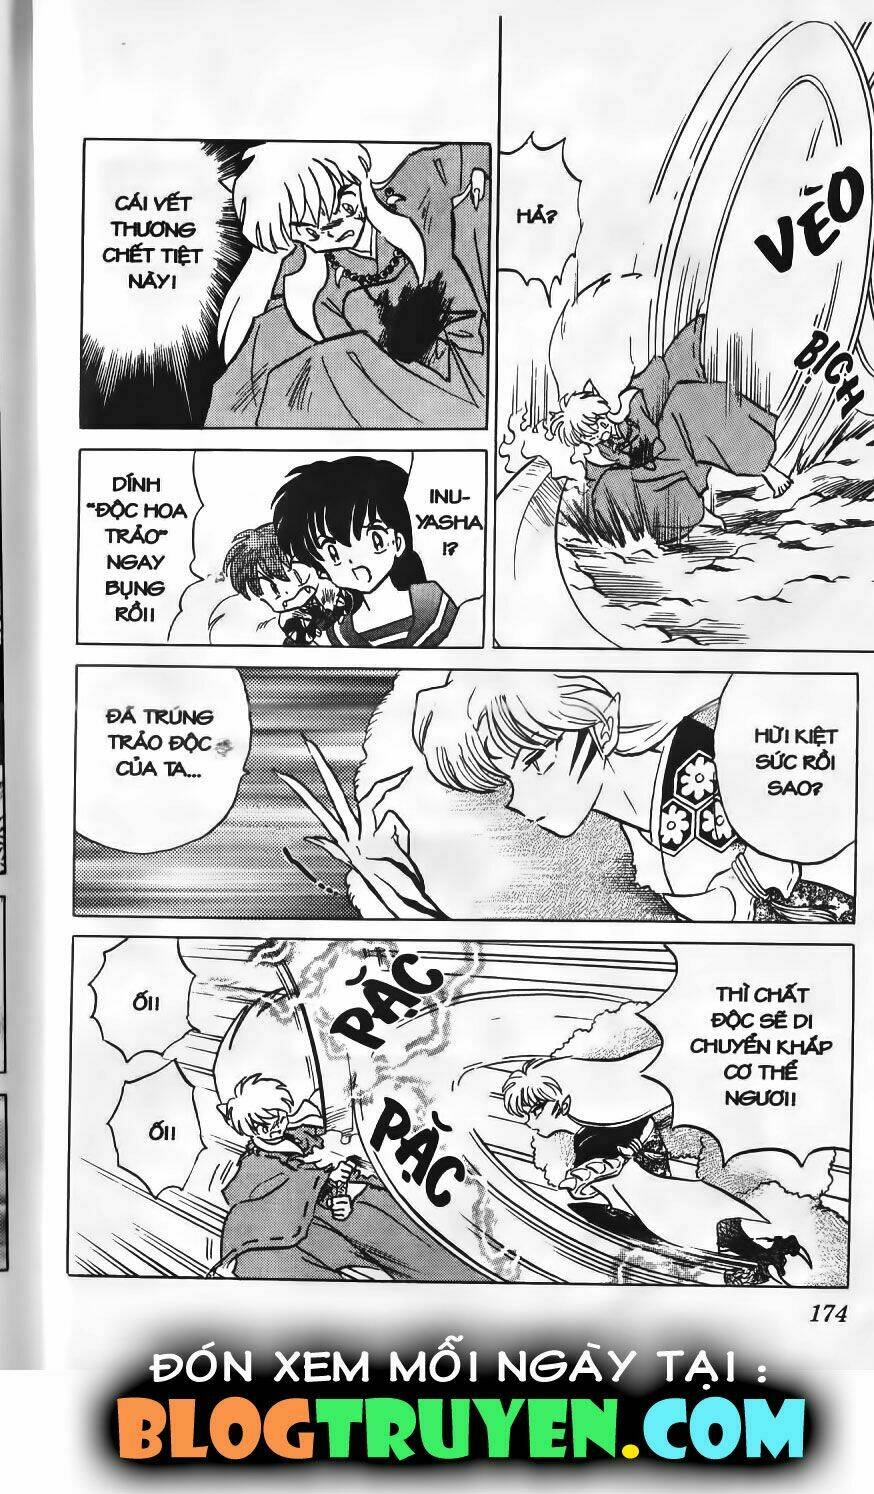 HẢ?
VÈO
BỊCH
CÁI VẾT
THƯƠNG
CHẾT TIỆT
NÀY!
INU-
YASHA
!?
DÍNH
"ĐỘC HOA
TRẢO"
NGAY
BỤNG
RỒI!
HỪ! KIỆT
SỨC RỒI
SAO?
ĐÃ TRÚNG
TRẢO ĐỘC
CỦA TA...
THÌ CHẤT
ĐỘC SẼ DI
CHUYỂN KHẮP
CƠ THỂ
NGƯƠI!
PẶC
PẶC
ỐI!
ỐI!
174
ĐÓN XEM MỖI NGÀY TẠI :
BLOGTRUYEN.COM